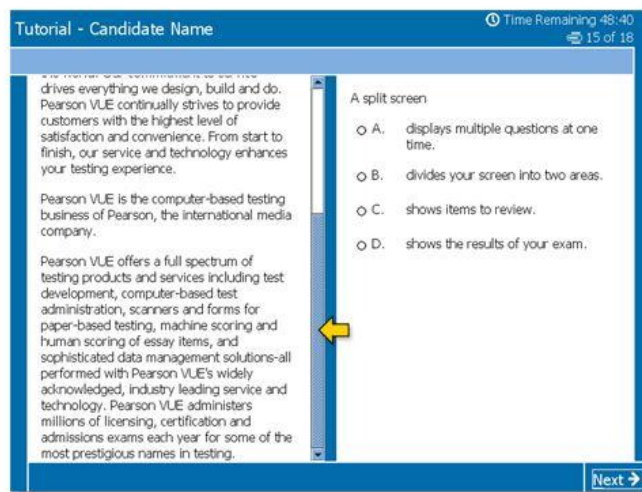 Tutorial - Candidate Name
Time Remaining 48:40
15 of 18
drives everything we design, build and do.
Pearson VUE continually strives to provide
customers with the highest level of
satisfaction and convenience. From start to
finish, our service and technology enhances
your testing experience.
Pearson VUE is the computer-based testing
business of Pearson, the international media
company.
Pearson VUE offers a full spectrum of
testing products and services including test
development, computer-based test
administration, scanners and forms for
paper-based testing, machine scoring and
human scoring of essay items, and
sophisticated data management solutions-all
performed with Pearson VUE's widely
acknowledged, industry leading service and
technology. Pearson VUE administers
millions of licensing, certification and
admissions exams each year for some of the
most prestigious names in testing.
A split screen
A. displays multiple questions at one
time.
B. divides your screen into two areas.
C. shows items to review.
D. shows the results of your exam.
Next